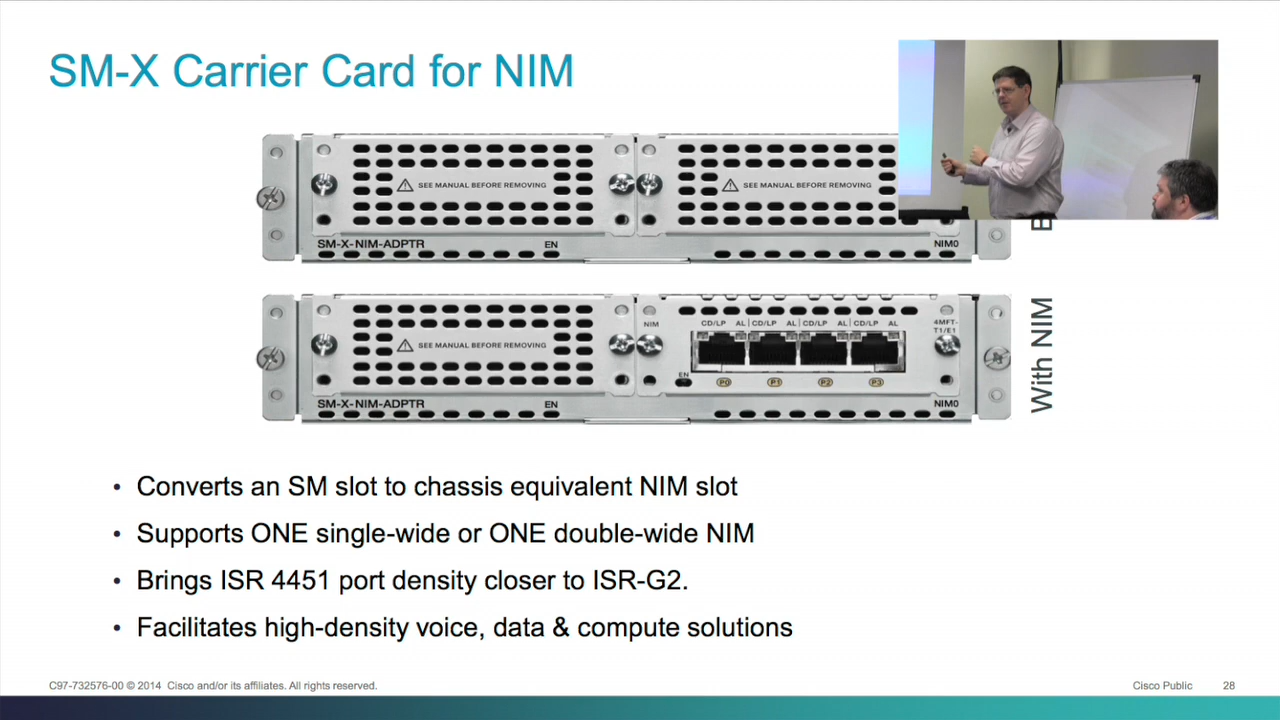 SM-X Carrier Card for NIM
SEE MANUAL BEFORE REMOVING
SEE MANUAL BEFORE REMOVING
SM-X-NIM-ADPTR
EN
NIM0
NIM
CD/LP AL CD/LP AL CD/LP AL CD/LP AL
4MFT-
T1/E1
SEE MANUAL BEFORE REMOVING
EN
P0 P1 P2 P3
SM-X-NIM-ADPTR
EN
NIM0
With NIM
• Converts an SM slot to chassis equivalent NIM slot
• Supports ONE single-wide or ONE double-wide NIM
• Brings ISR 4451 port density closer to ISR-G2.
• Facilitates high-density voice, data & compute solutions
C97-732576-00 © 2014 Cisco and/or its affiliates. All rights reserved.
Cisco Public
28